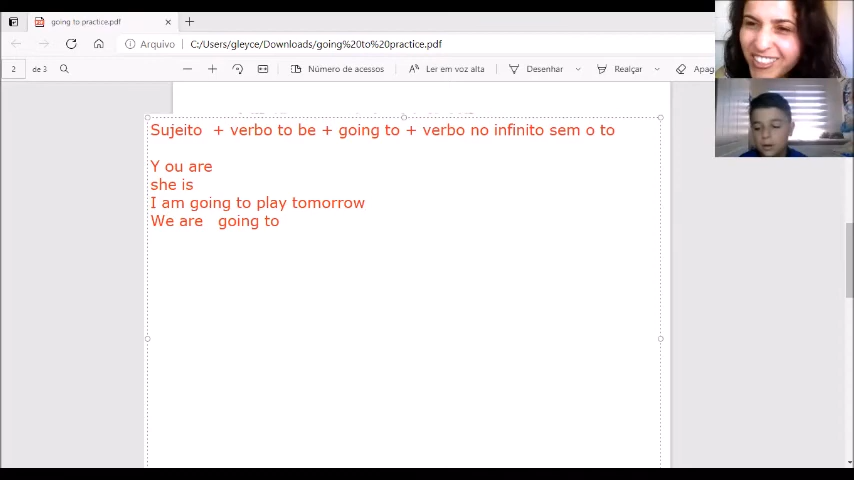 going to practice.pdf
Arquivo C:/Users/gleyce/Downloads/going%20to%20practice.pdf
2 de 3 Número de acessos Ler em voz alta Desenhar Realçar Apag
Sujeito + verbo to be + going to + verbo no infinito sem o to
Y ou are
she is
I am going to play tomorrow
We are going to